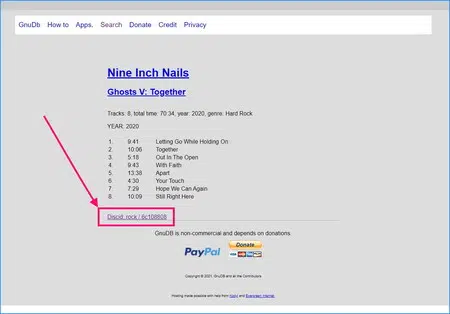 GnuDb How to Apps. Search Donate Credit Privacy
Nine Inch Nails
Ghosts V: Together
Tracks: 8, total time: 70:34, year: 2020, genre: Hard Rock
YEAR: 2020
1. 9:41 Letting Go While Holding On
2. 10:06 Together
3. 5:18 Out In The Open
4. 9:43 With Faith
5. 13:38 Apart
6. 4:30 Your Touch
7. 7:29 Hope We Can Again
8. 10:09 Still Right Here
Discid: rock / 6c108808
GnuDB is non-commercial and depends on donations.
PayPal Donate
Copyright © 2021, GnuDB and all the Contributors
Hosting made possible with help from